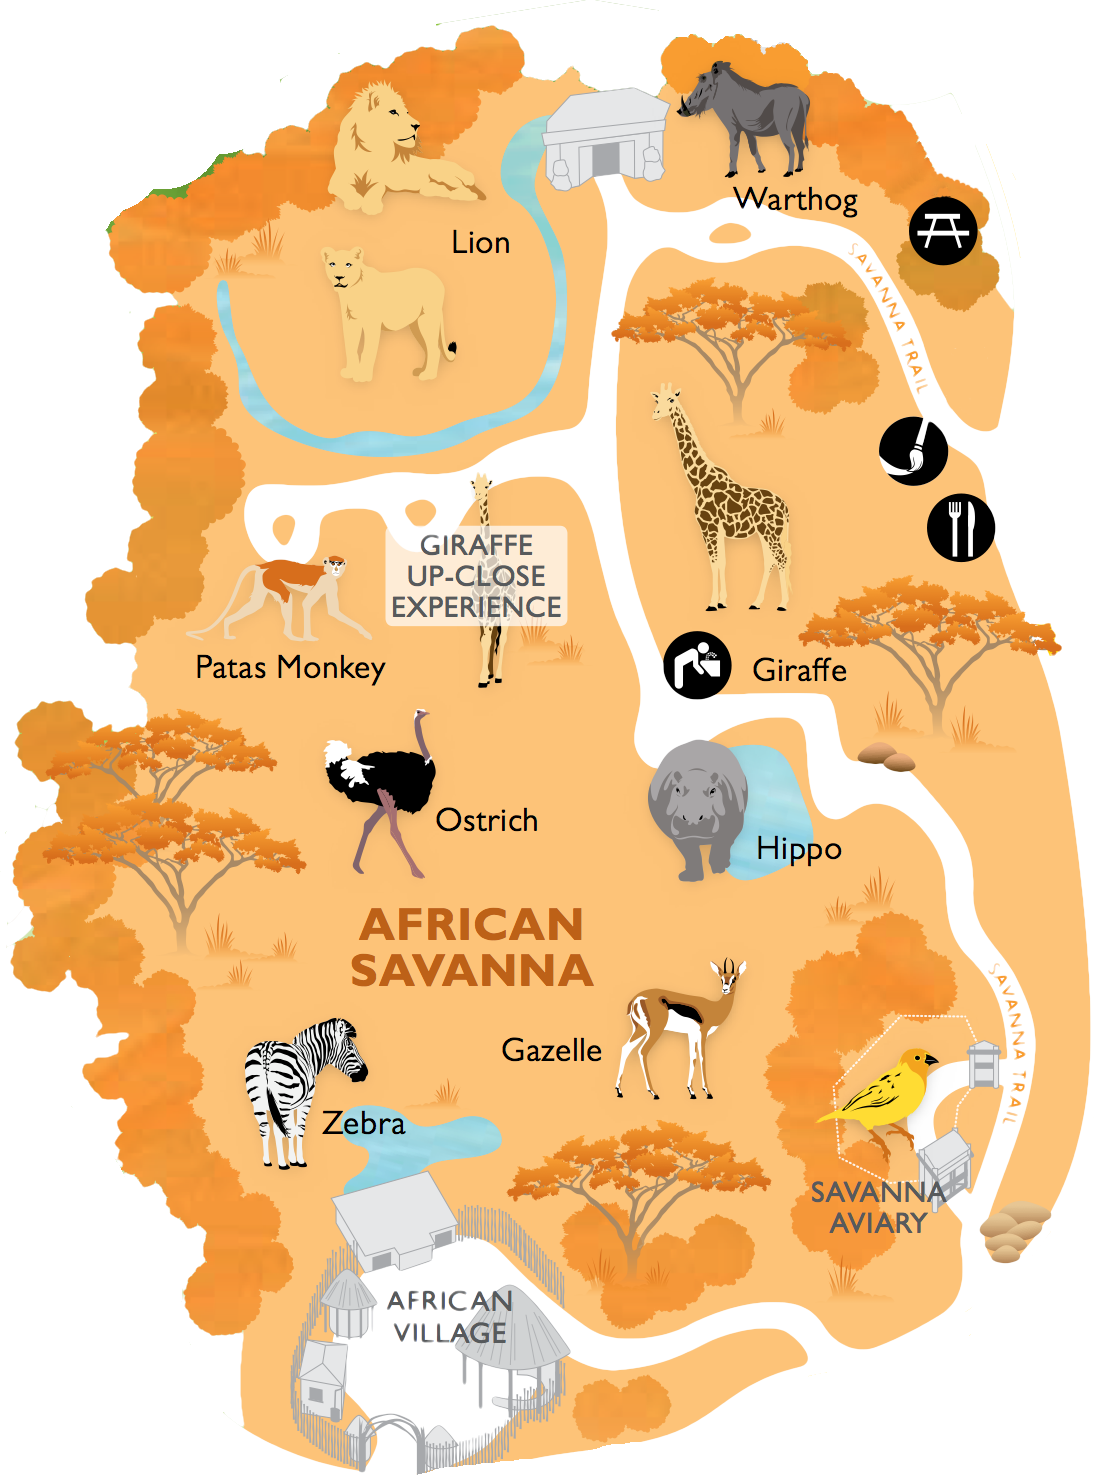 Warthog
Lion
SAVANNA TRAIL
GIRAFFE
UP-CLOSE
EXPERIENCE
Patas Monkey
Giraffe
Ostrich
Hippo
AFRICAN
SAVANNA
SAVANNA TRAIL
Gazelle
Zebra
SAVANNA
AVIARY
AFRICAN
VILLAGE